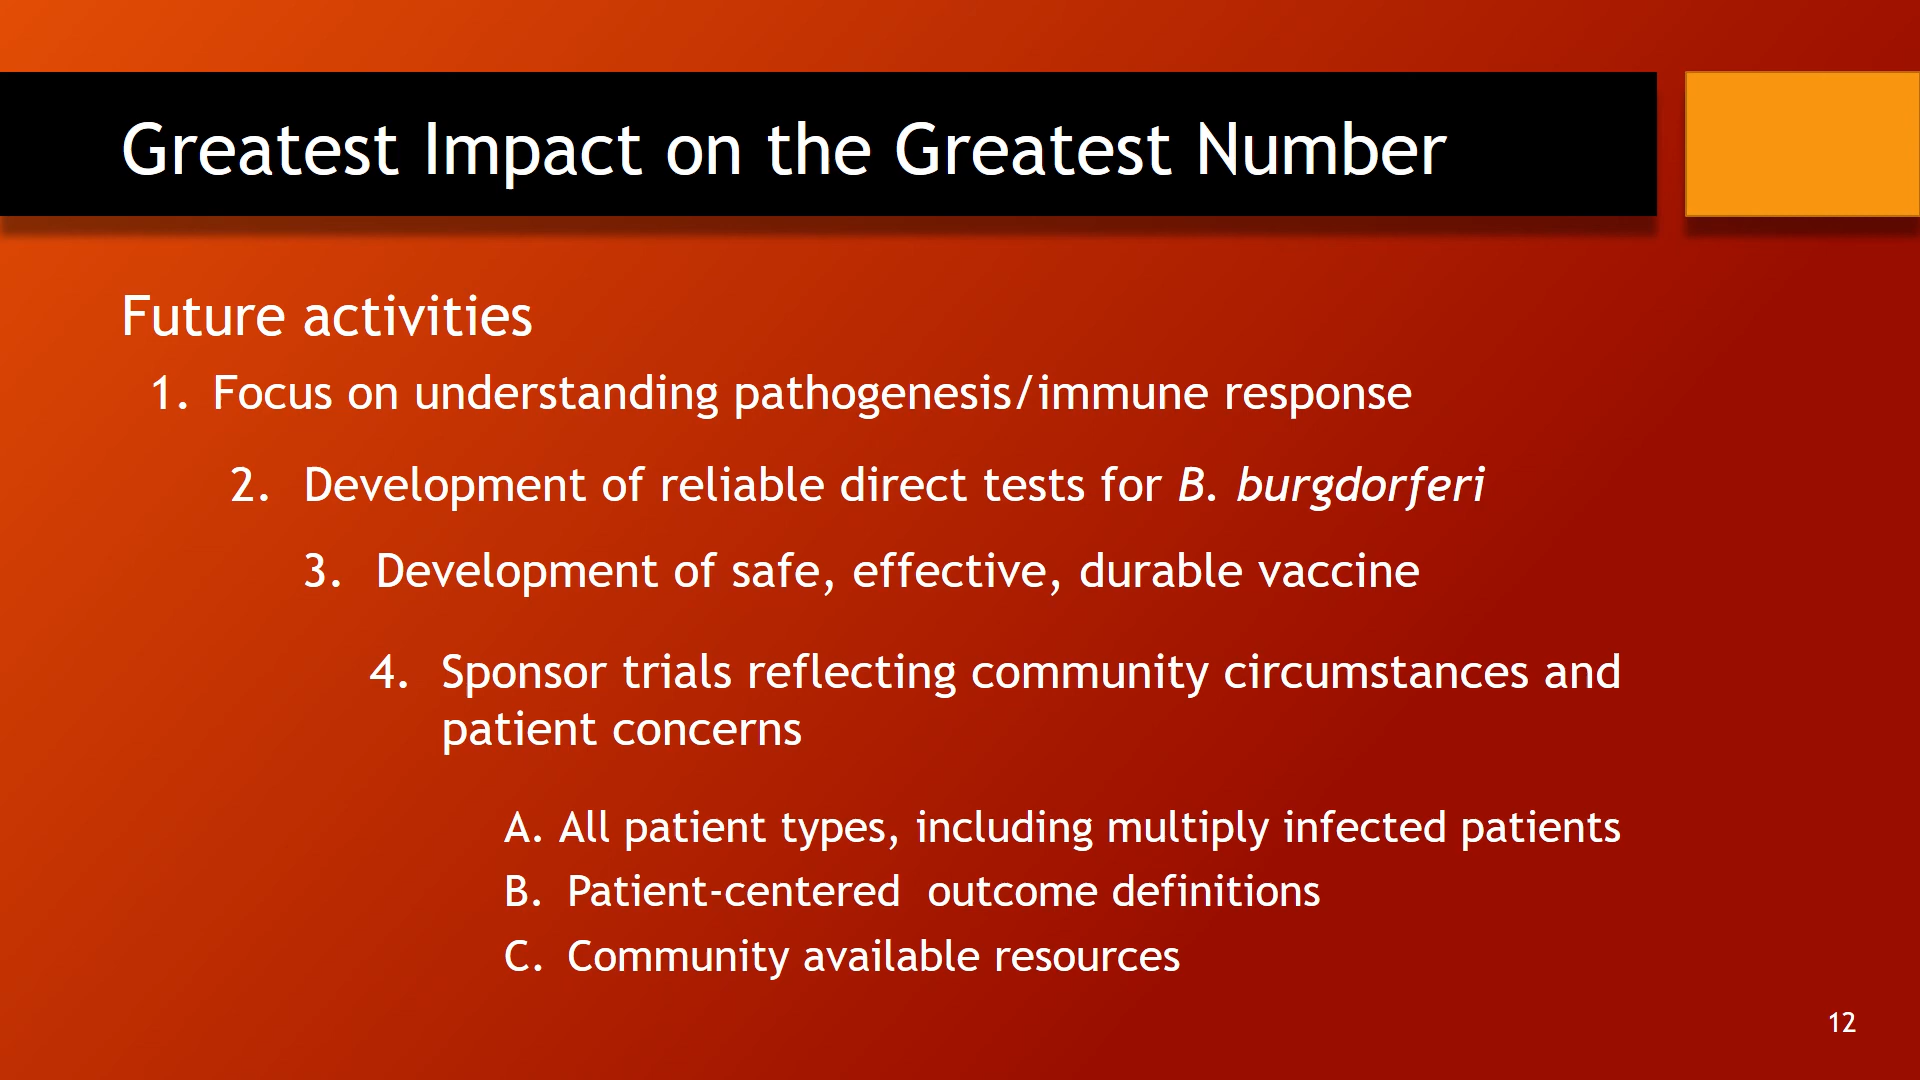 Greatest Impact on the Greatest Number
Future activities
1. Focus on understanding pathogenesis/immune response
2. Development of reliable direct tests for B. burgdorferi
3. Development of safe, effective, durable vaccine
4. Sponsor trials reflecting community circumstances and
patient concerns
A. All patient types, including multiply infected patients
B. Patient-centered  outcome definitions
C. Community available resources
12